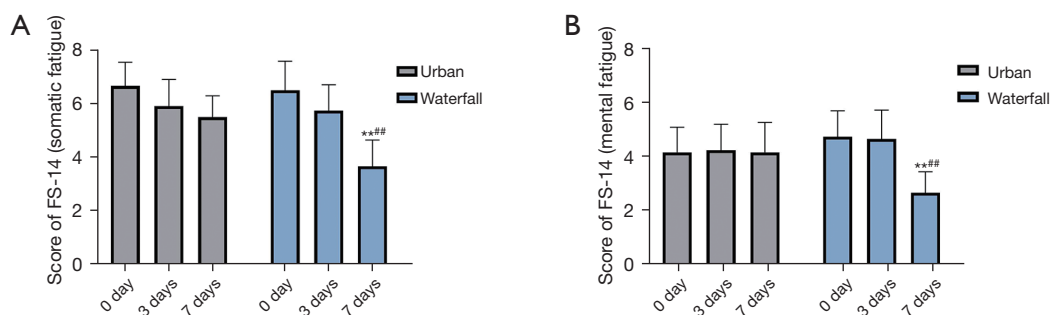 A
Score of FS-14 (somatic fatigue)
8
6
4
2
0
Urban
Waterfall
**##
0 day
3 days
7 days
0 day
3 days
7 days
B
Score of FS-14 (mental fatigue)
8
6
4
2
0
Urban
Waterfall
**##
0 day
3 days
7 days
0 day
3 days
7 days